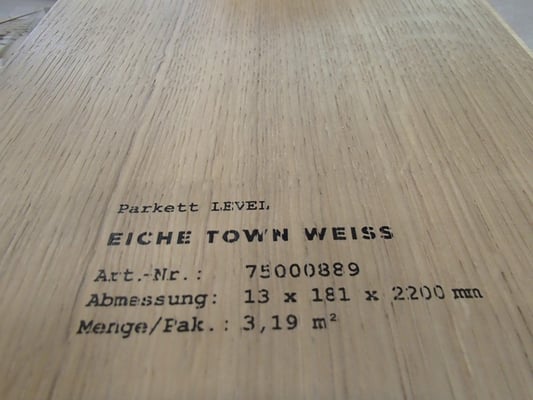 Parkett LEVEL
EICHE TOWN WEISS
Art.-Nr.: 75000889
Abmessung: 13 x 181 x 2200 mm
Menge/Pak.: 3,19 m²